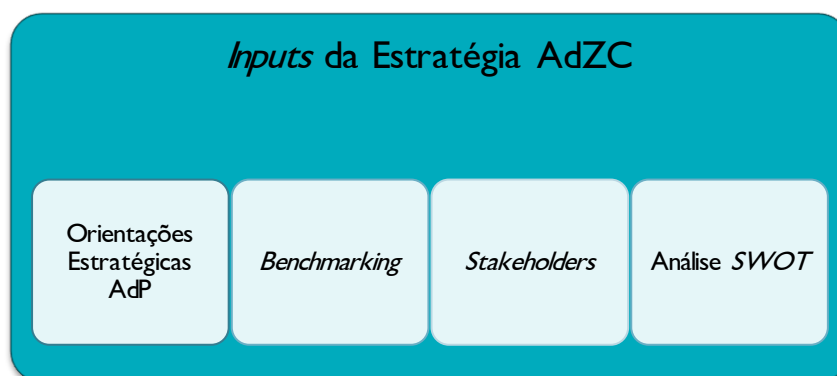 Inputs da Estratégia AdZC
Orientações
Estratégicas
AdP
Benchmarking
Stakeholders
Análise SWOT